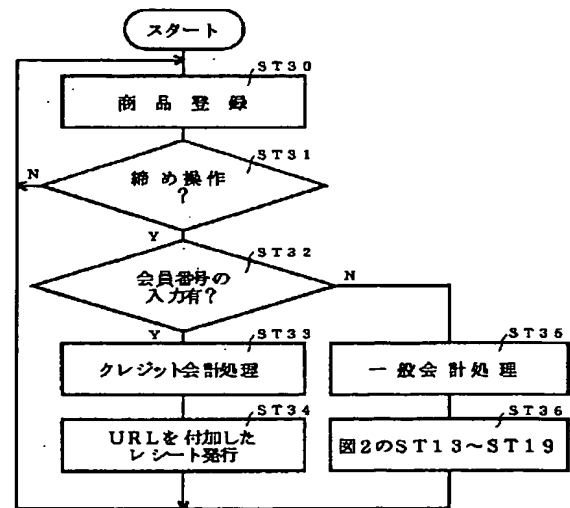 スタート
ST30
商品登録
ST31
N
締め操作
?
Y
ST32
会員番号の
入力有?
N
Y
ST33
クレジット会計処理
ST35
一般会計処理
ST34
URLを付加した
レシート発行
ST36
図2のST13～ST19